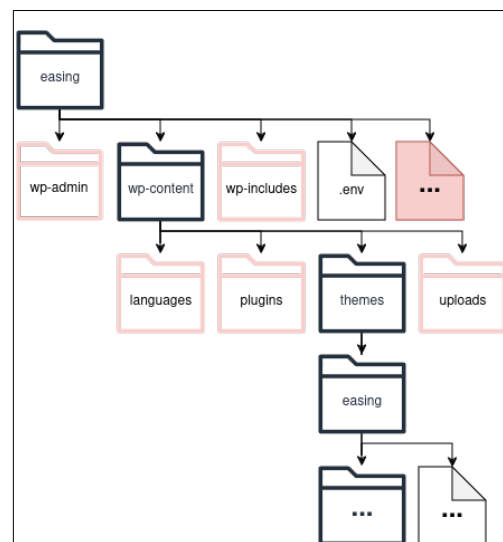 easing
wp-admin
wp-content
wp-includes
.env
...
languages
plugins
themes
uploads
easing
...
...